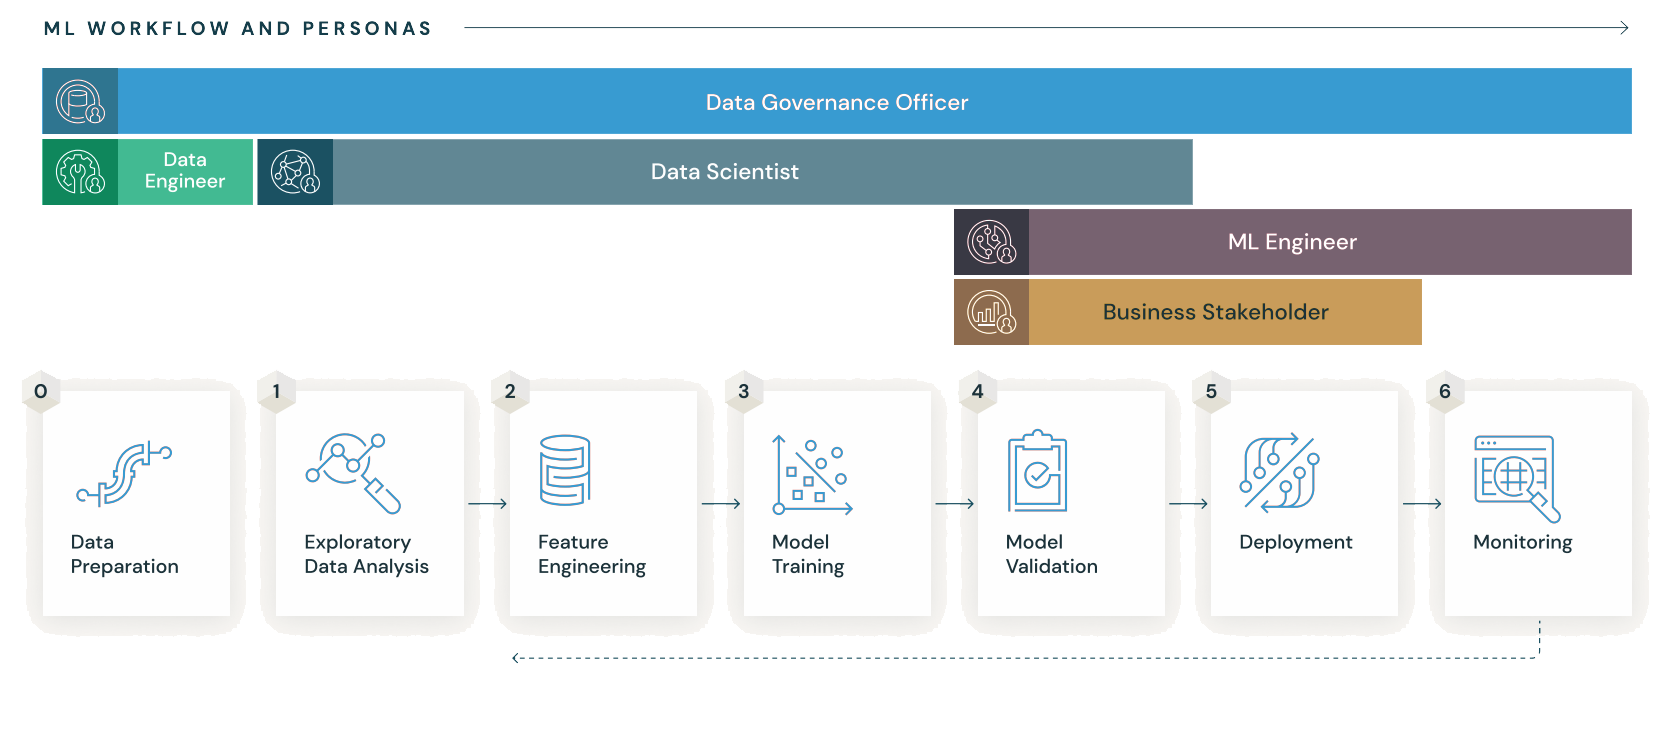 ML WORKFLOW AND PERSONAS
Data Governance Officer
Data
Engineer
Data Scientist
ML Engineer
Business Stakeholder
0
Data
Preparation
1
Exploratory
Data Analysis
2
Feature
Engineering
3
Model
Training
4
Model
Validation
5
Deployment
6
Monitoring